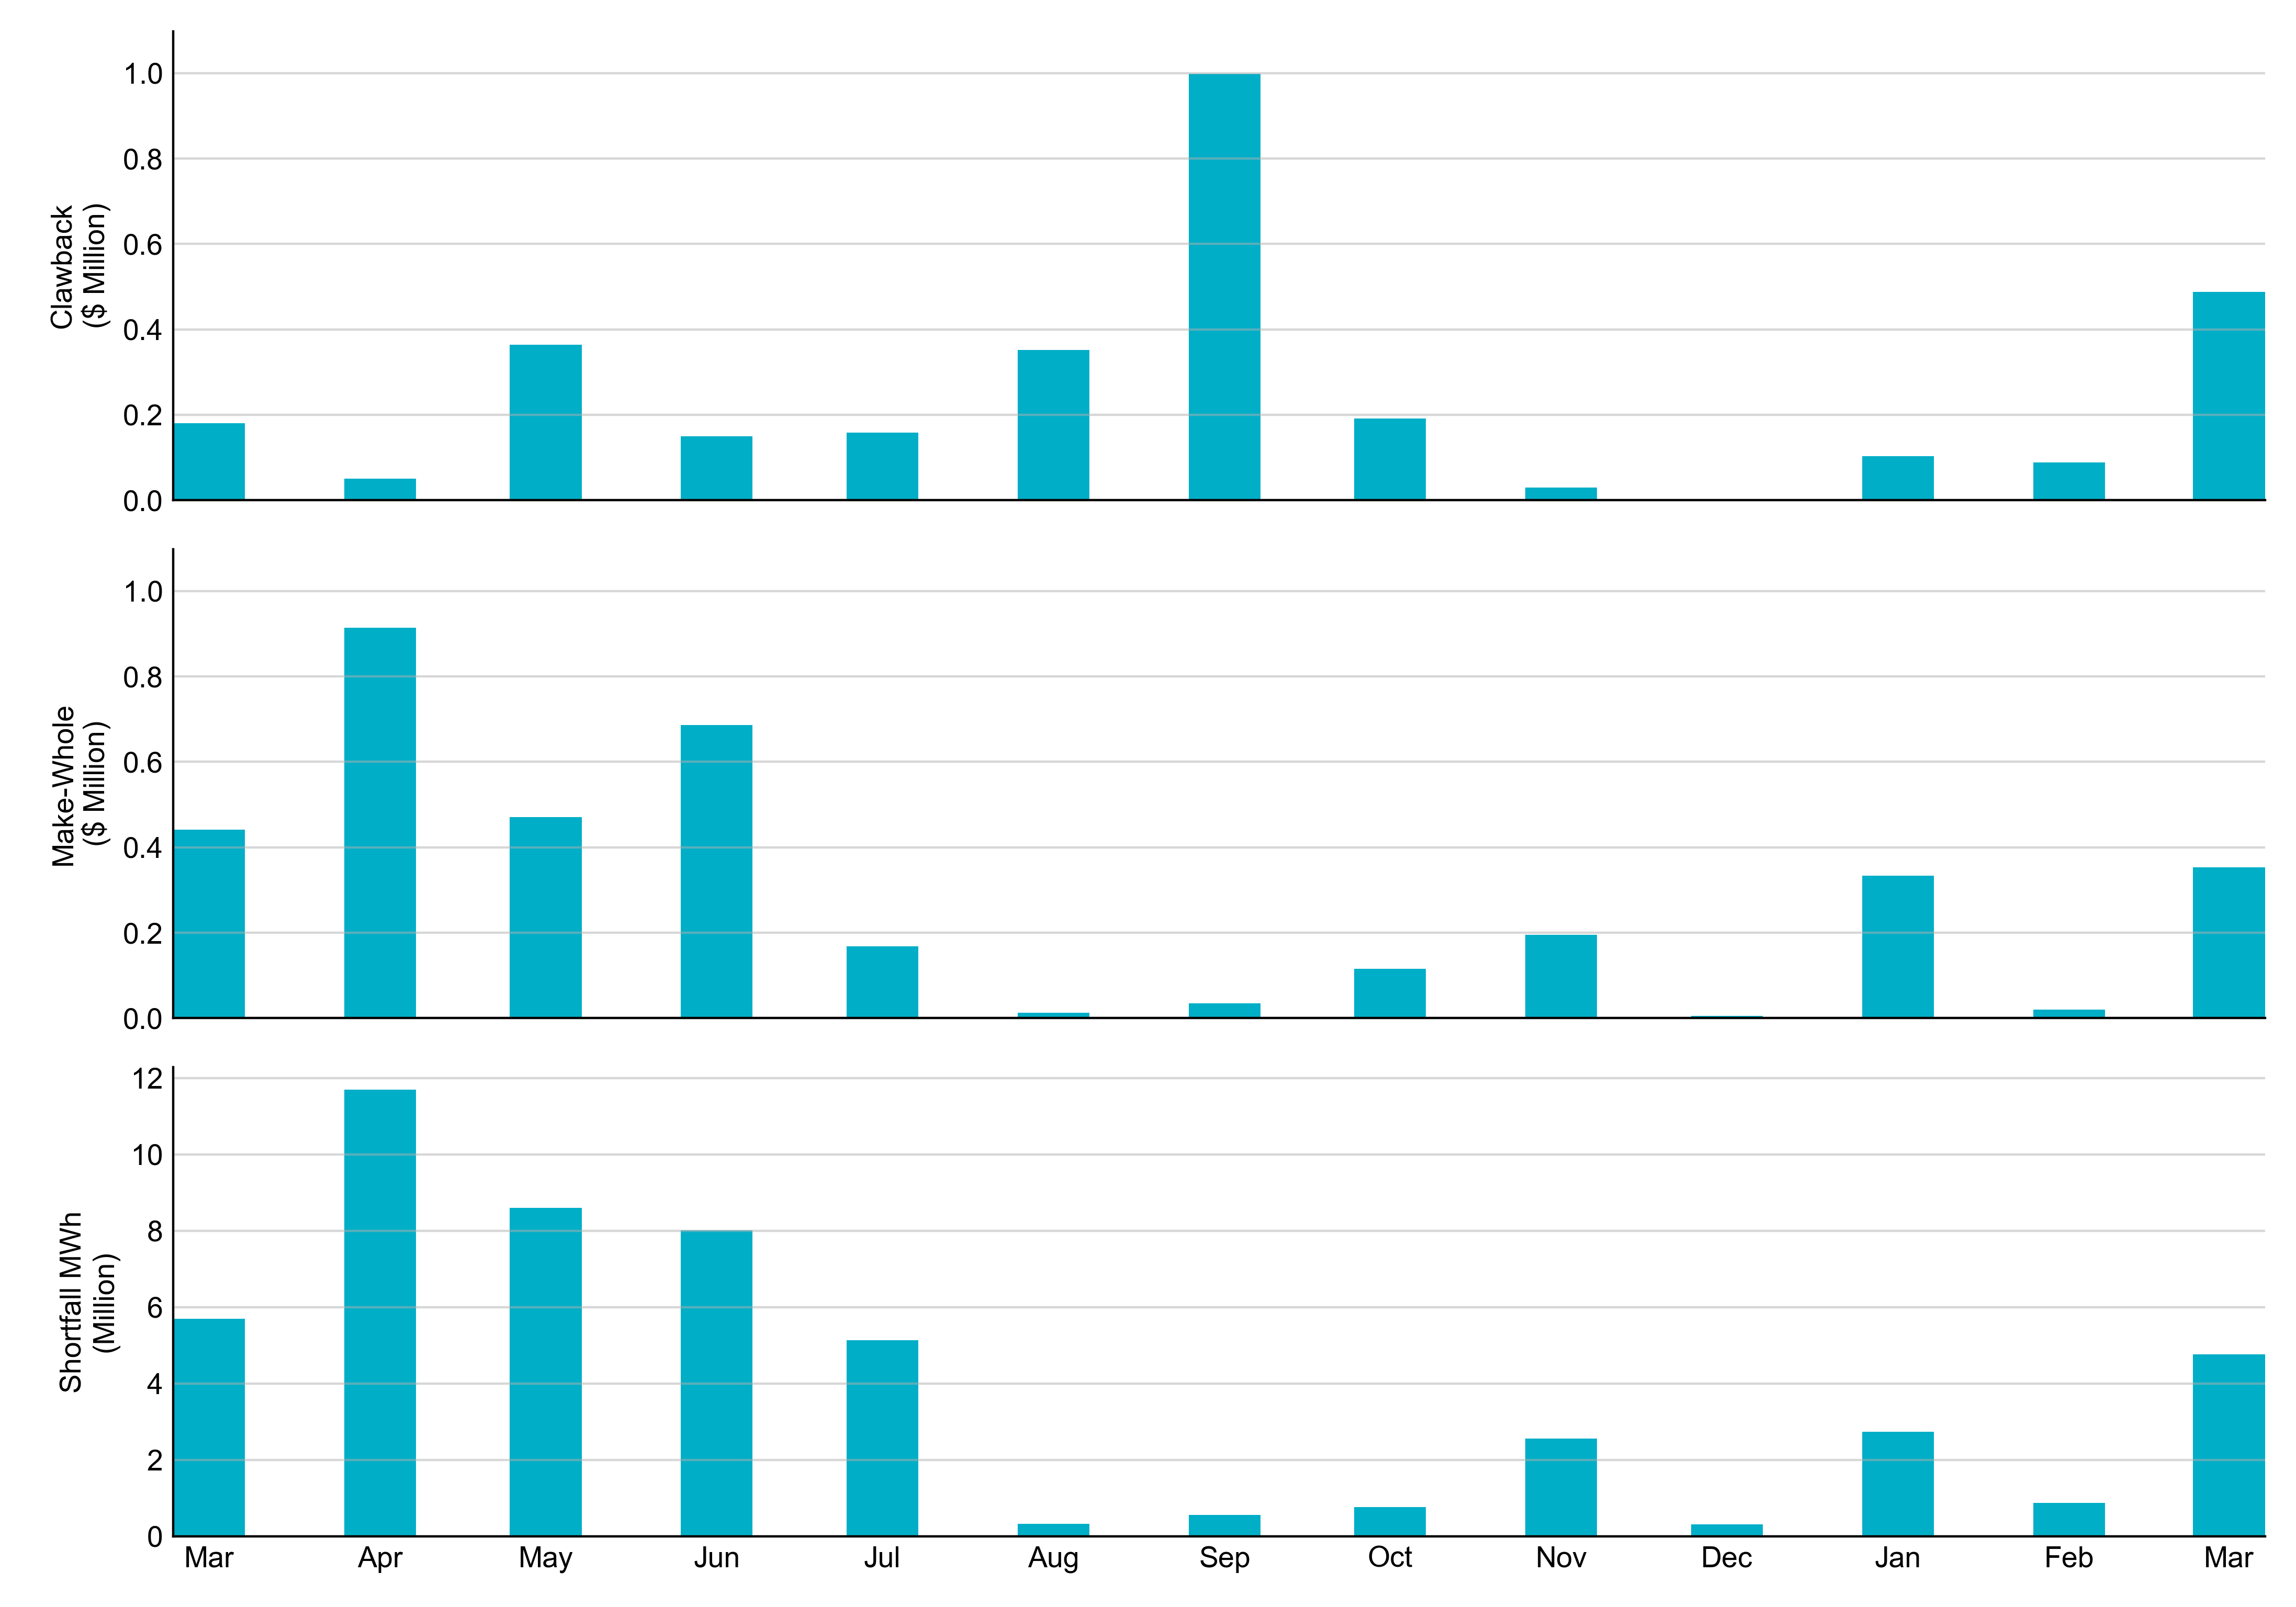 Clawback
($ Million)
1.0
0.8
0.6
0.4
0.2
0.0
Make-Whole
($ Million)
1.0
0.8
0.6
0.4
0.2
0.0
Shortfall MWh
(Million)
12
10
8
6
4
2
0
Mar Apr May Jun Jul Aug Sep Oct Nov Dec Jan Feb Mar